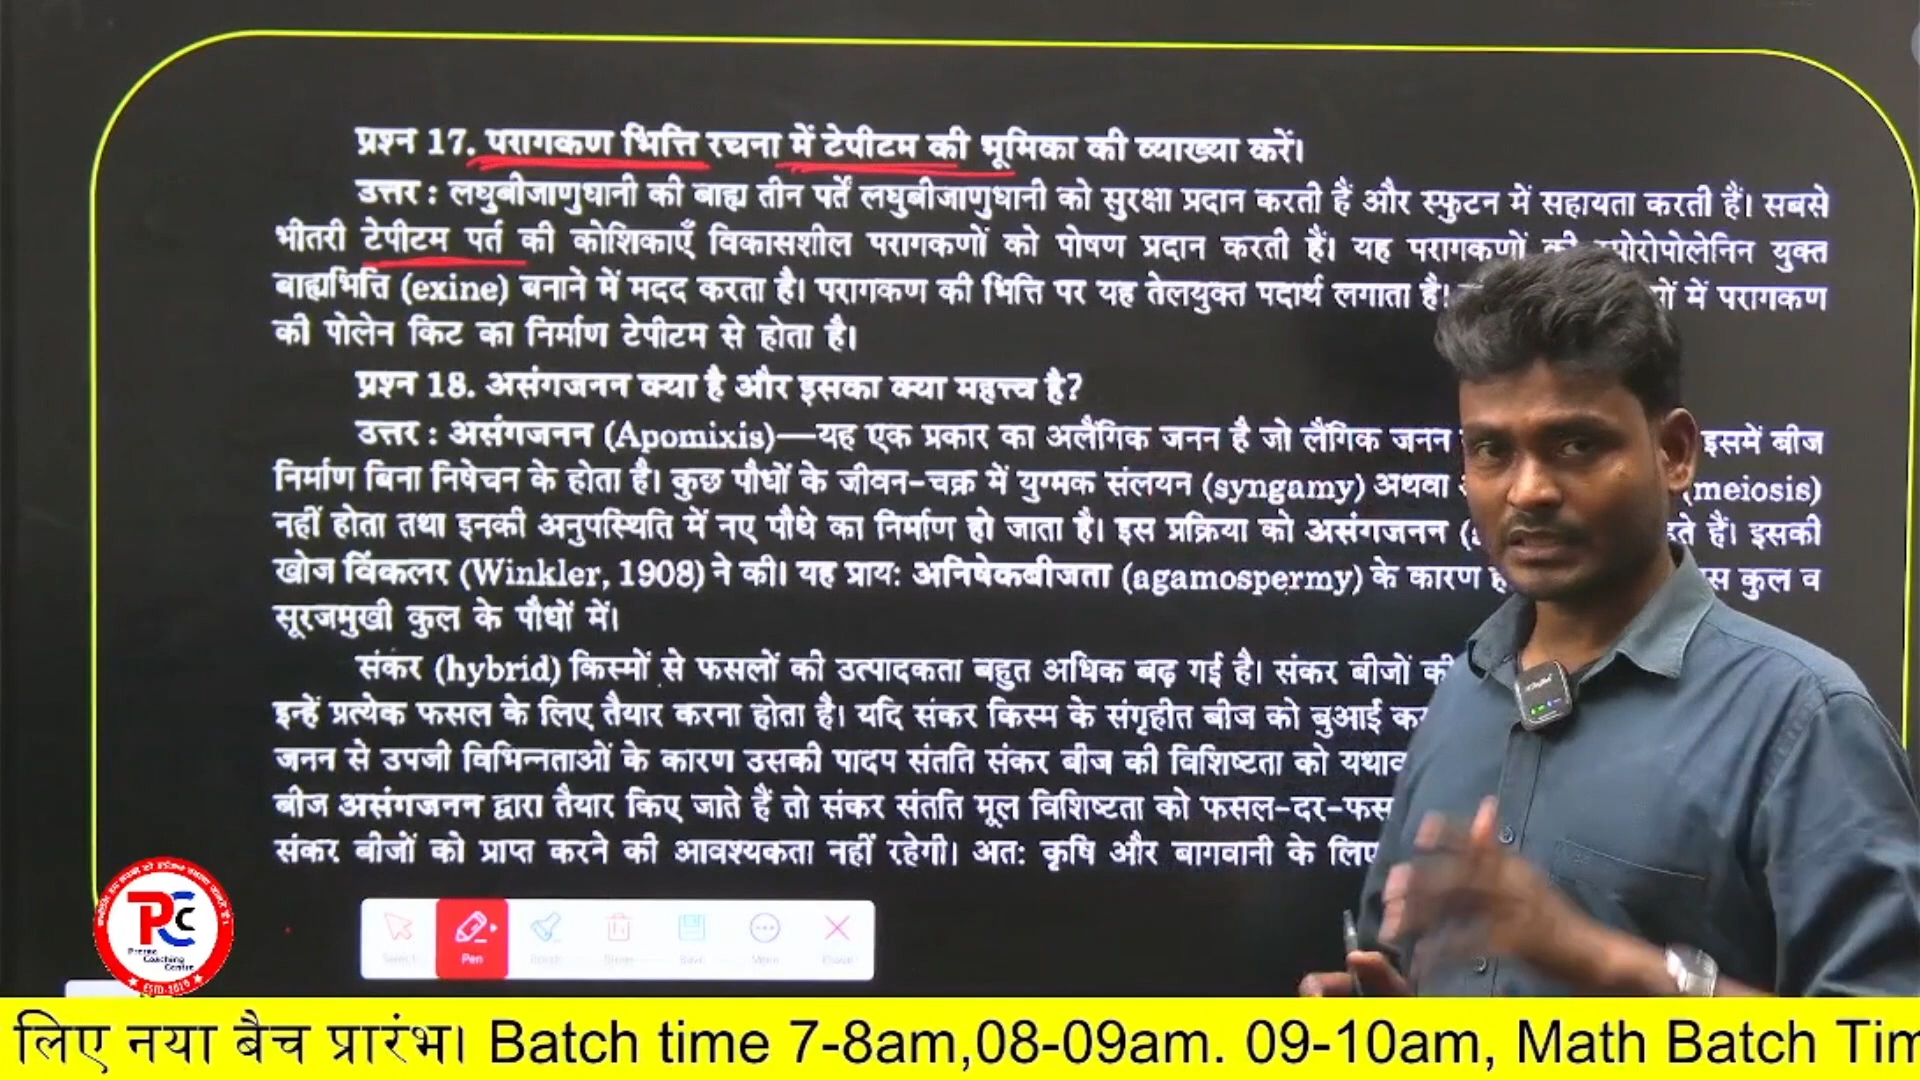 प्रश्न 17. परागकण भित्ति रचना में टेपीटम की भूमिका की व्याख्या करें।
उत्तर : लघुबीजाणुधानी की बाह्य तीन पर्तें लघुबीजाणुधानी को सुरक्षा प्रदान करती हैं और स्फुटन में सहायता करती हैं। सबसे
भीतरी टेपीटम पर्त की कोशिकाएँ विकासशील परागकणों को पोषण प्रदान करती हैं। यह परागकणों की युक्त
बाह्यभित्ति (exine) बनाने में मदद करता है। परागकण की भित्ति पर यह तेलयुक्त पदार्थ लगाता है। में परागकण
की पोलेन किट का निर्माण टेपीटम से होता है।
प्रश्न 18. असंगजनन क्या है और इसका क्या महत्त्व है?
उत्तर : असंगजनन (Apomixis)—यह एक प्रकार का अलैंगिक जनन है जो लैंगिक जनन इसमें बीज
निर्माण बिना निषेचन के होता है। कुछ पौधों के जीवन-चक्र में युग्मक संलयन (syngamy) अथवा (meiosis)
नहीं होता तथा इनकी अनुपस्थिति में नए पौधे का निर्माण हो जाता है। इस प्रक्रिया को असंगजनन हैं। इसकी
खोज विंकलर (Winkler, 1908) ने की। यह प्राय: अनिषेकबीजता (agamospermy) के कारण कुल व
सूरजमुखी कुल के पौधों में।
संकर (hybrid) किस्मों से फसलों की उत्पादकता बहुत अधिक बढ़ गई है। संकर बीजों की
इन्हें प्रत्येक फसल के लिए तैयार करना होता है। यदि संकर किस्म के संगृहीत बीज को बुआई
जनन से उपजी विभिन्नताओं के कारण उसकी पादप संतति संकर बीज की विशिष्टता को
बीज असंगजनन द्वारा तैयार किए जाते हैं तो संकर संतति मूल विशिष्टता को फसल-दर-फस
संकर बीजों को प्राप्त करने की आवश्यकता नहीं रहेगी। अत: कृषि और बागवानी के लिए
Pen
PCC
Coaching
Centre
लिए नया बैच प्रारंभ। Batch time 7-8am,08-09am. 09-10am, Math Batch Tim